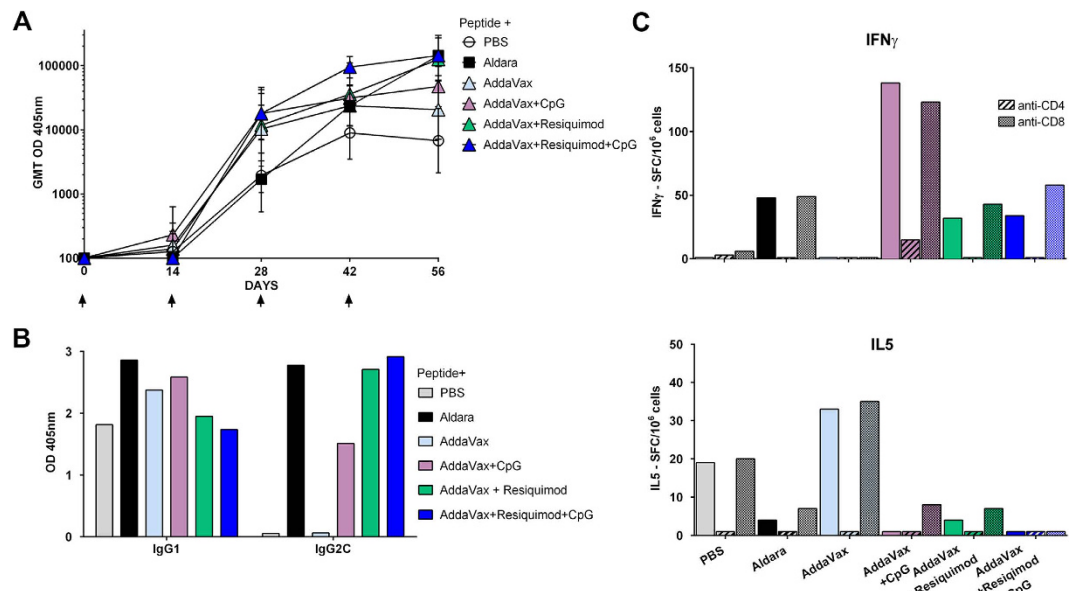 A
GMT OD 405nm
100000
10000
1000
100
0
14
28
42
56
DAYS
Peptide +
PBS
Aldara
AddaVax
AddaVax+CpG
AddaVax+Resiquimod
AddaVax+Resiquimod+CpG
B
OD 405nm
3
2
1
0
IgG1
IgG2C
Peptide+
PBS
Aldara
AddaVax
AddaVax+CpG
AddaVax + Resiquimod
AddaVax+Resiquimod+CpG
C
IFNγ
IFNγ - SFC/10⁶ cells
150
100
50
0
anti-CD4
anti-CD8
IL5
IL5 - SFC/10⁶ cells
50
40
30
20
10
0
PBS
Aldara
AddaVax
AddaVax
+CpG
AddaVax
Resiquimod
AddaVax
+Resiqimod